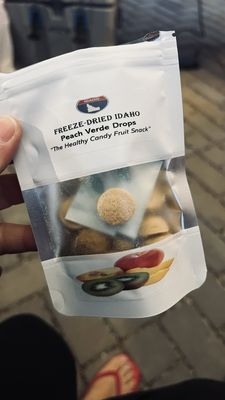 FREEZE-DRIED IDAHO
Peach Verde Drops
"The Healthy Candy Fruit Snack"